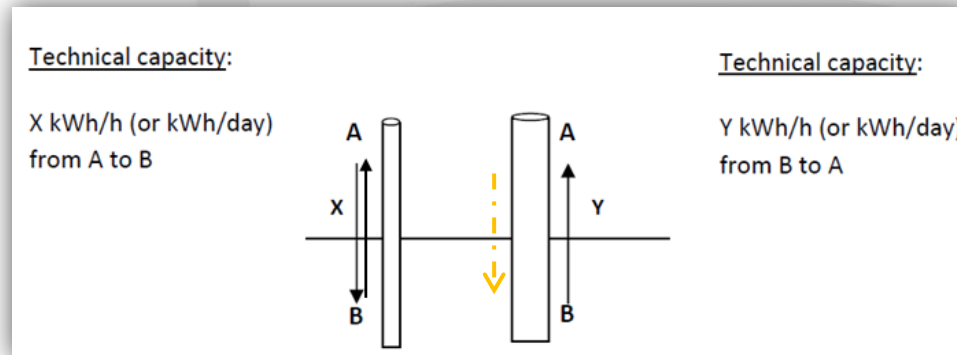 Technical capacity:
X kWh/h (or kWh/day)
from A to B
A
X
B
A
Y
B
Technical capacity:
Y kWh/h (or kWh/day)
from B to A